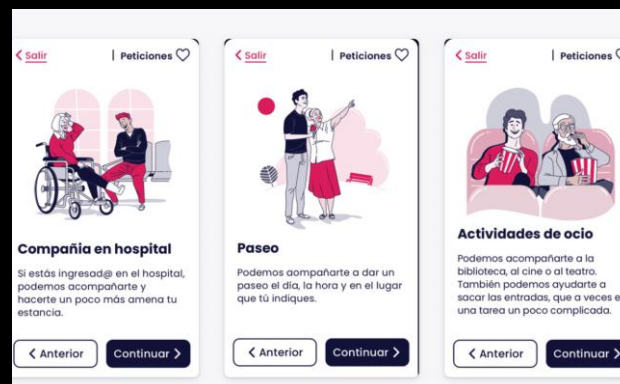 Salir | Peticiones
Compañia en hospital
Si estás ingresad@ en el hospital,
podemos acompañarte y
hacerte un poco más amena tu
estancia.
Anterior Continuar
Salir | Peticiones
Paseo
Podemos aompañarte a dar un
paseo el día, la hora y en el lugar
que tú indiques.
Anterior Continuar
Salir | Peticiones
Actividades de ocio
Podemos acompañarte a la
biblioteca, al cine o al teatro.
También podemos ayudarte a
sacar las entradas, que a veces e
una tarea un poco complicada.
Anterior Continuar